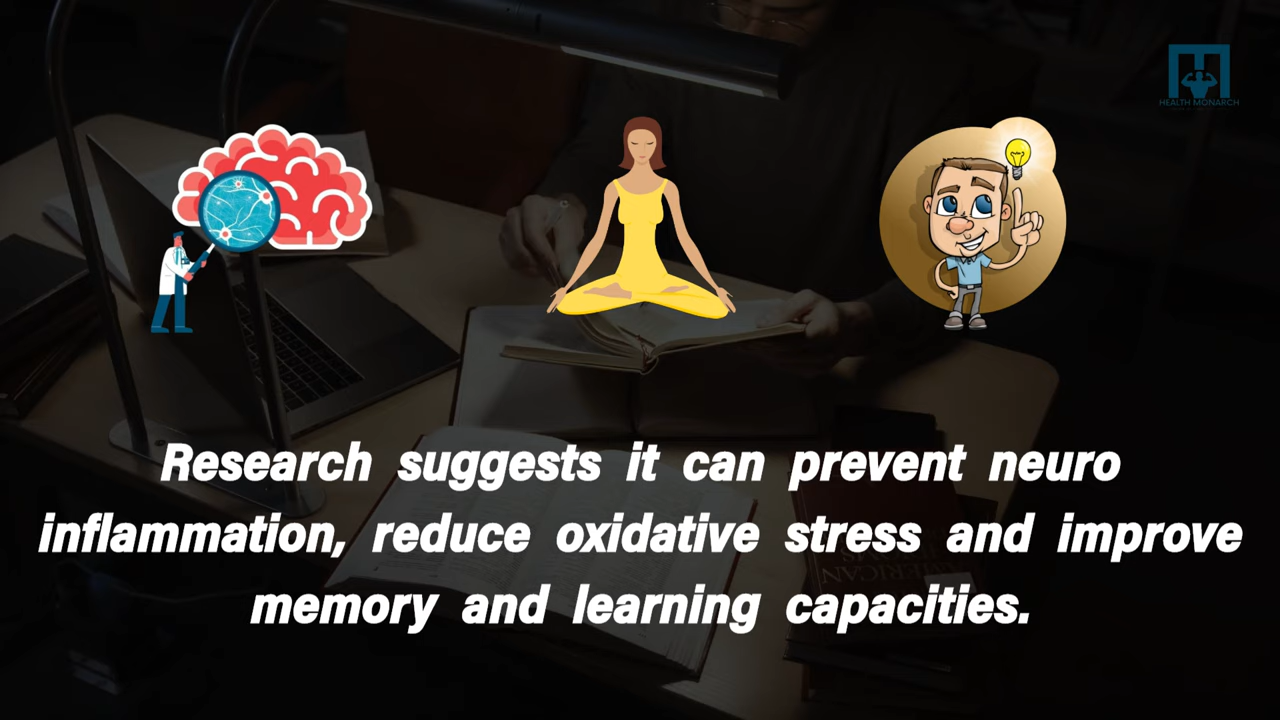 HEALTH MONARCH
Research suggests it can prevent neuro
inflammation, reduce oxidative stress and improve
memory and learning capacities.